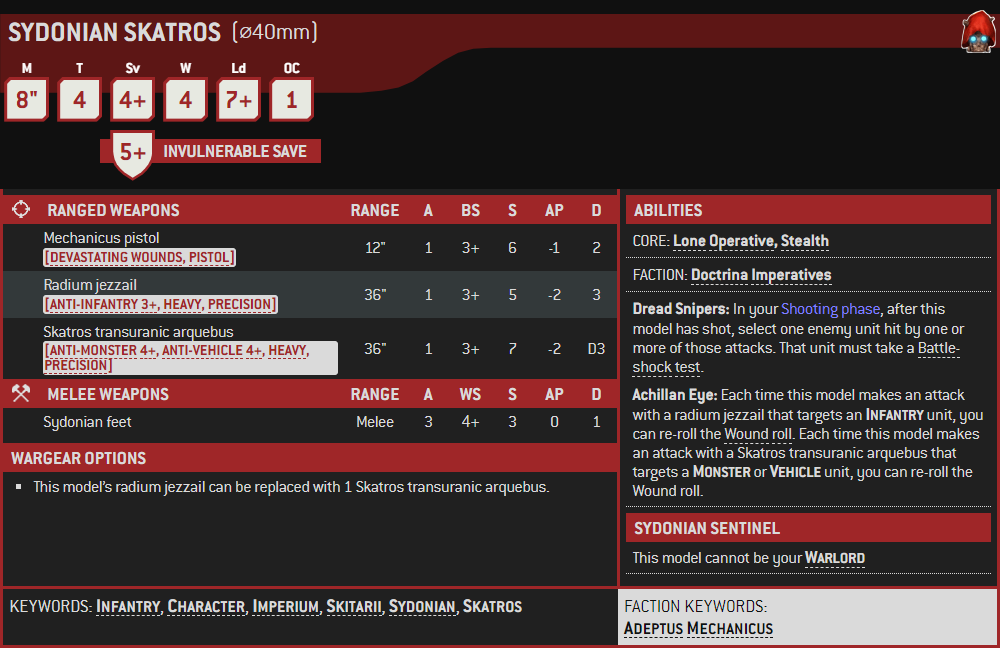 SYDONIAN SKATROS (⌀40mm)
M T Sv W Ld OC
8" 4 4+ 4 7+ 1
5+ INVULNERABLE SAVE
RANGED WEAPONS RANGE A BS S AP D
Mechanicus pistol
[DEVASTATING WOUNDS, PISTOL]
12" 1 3+ 6 -1 2
Radium jezzail
[ANTI-INFANTRY 3+, HEAVY, PRECISION]
36" 1 3+ 5 -2 3
Skatros transuranic arquebus
[ANTI-MONSTER 4+, ANTI-VEHICLE 4+, HEAVY,
PRECISION]
36" 1 3+ 7 -2 D3
MELEE WEAPONS RANGE A WS S AP D
Sydonian feet Melee 3 4+ 3 0 1
WARGEAR OPTIONS
▪ This model's radium jezzail can be replaced with 1 Skatros transuranic arquebus.
ABILITIES
CORE: Lone Operative, Stealth
FACTION: Doctrina Imperatives
Dread Snipers: In your Shooting phase, after this
model has shot, select one enemy unit hit by one or
more of those attacks. That unit must take a Battle-
shock test.
Achillan Eye: Each time this model makes an attack
with a radium jezzail that targets an INFANTRY unit, you
can re-roll the Wound roll. Each time this model makes
an attack with a Skatros transuranic arquebus that
targets a MONSTER or VEHICLE unit, you can re-roll the
Wound roll.
SYDONIAN SENTINEL
This model cannot be your WARLORD
KEYWORDS: INFANTRY, CHARACTER, IMPERIUM, SKITARII, SYDONIAN, SKATROS
FACTION KEYWORDS:
ADEPTUS MECHANICUS